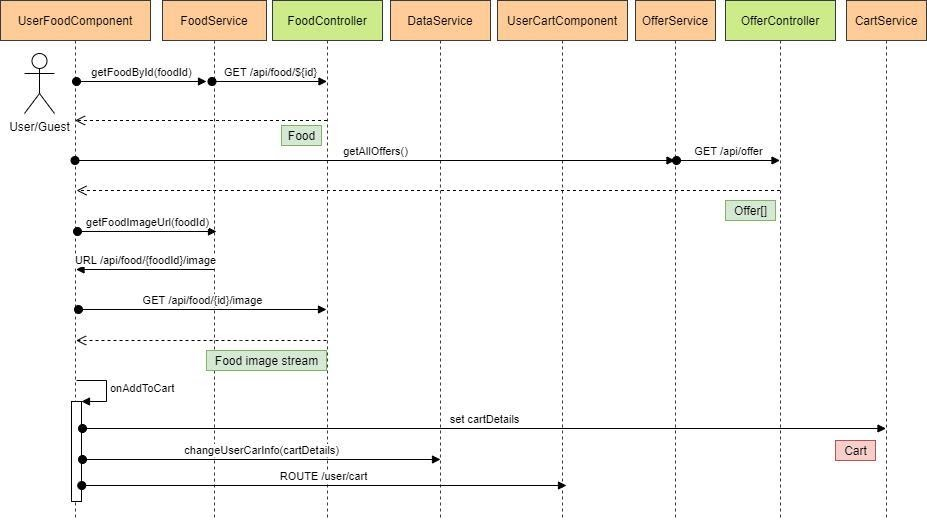 UserFoodComponent
FoodService
FoodController
DataService
UserCartComponent
OfferService
OfferController
CartService
getFoodById(foodId)
GET /api/food/${id}
User/Guest
Food
getAllOffers()
GET /api/offer
Offer[]
getFoodImageUrl(foodId)
URL /api/food/{foodId}/image
GET /api/food/{id}/image
Food image stream
onAddToCart
set cartDetails
changeUserCarInfo(cartDetails)
Cart
ROUTE /user/cart